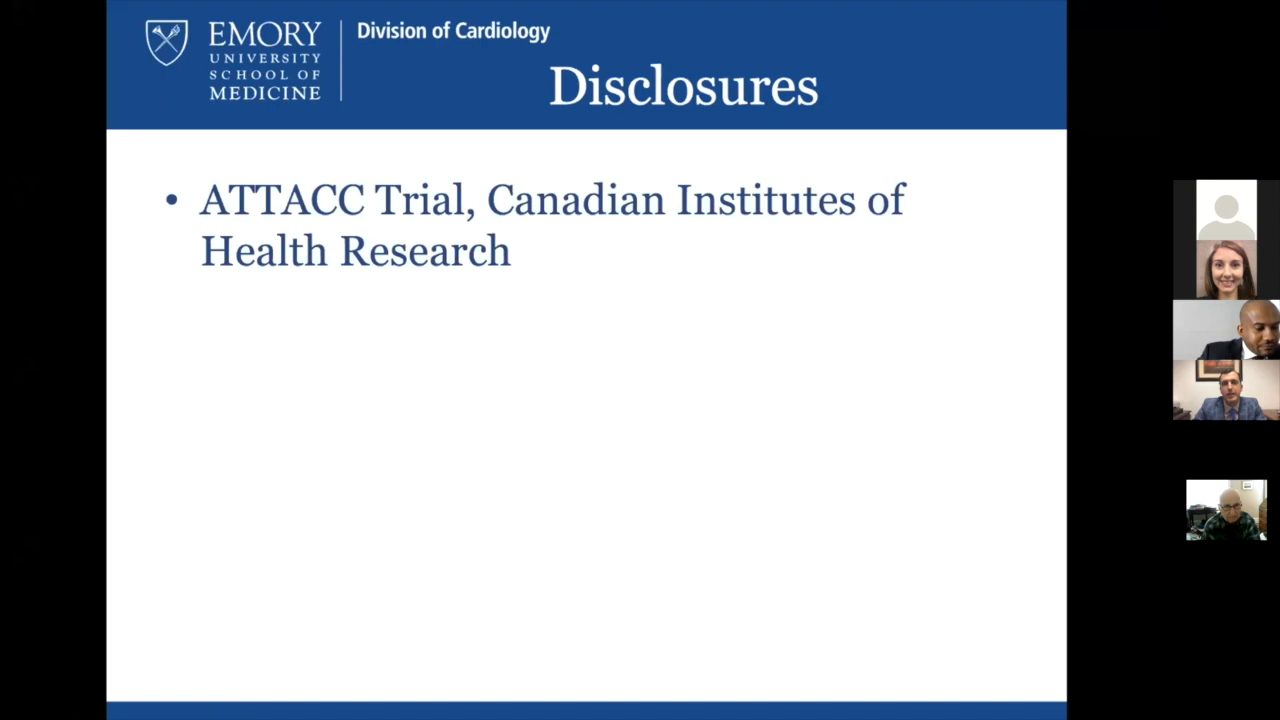 EMORY
UNIVERSITY
SCHOOL OF
MEDICINE
Division of Cardiology
Disclosures
• ATTACC Trial, Canadian Institutes of
Health Research